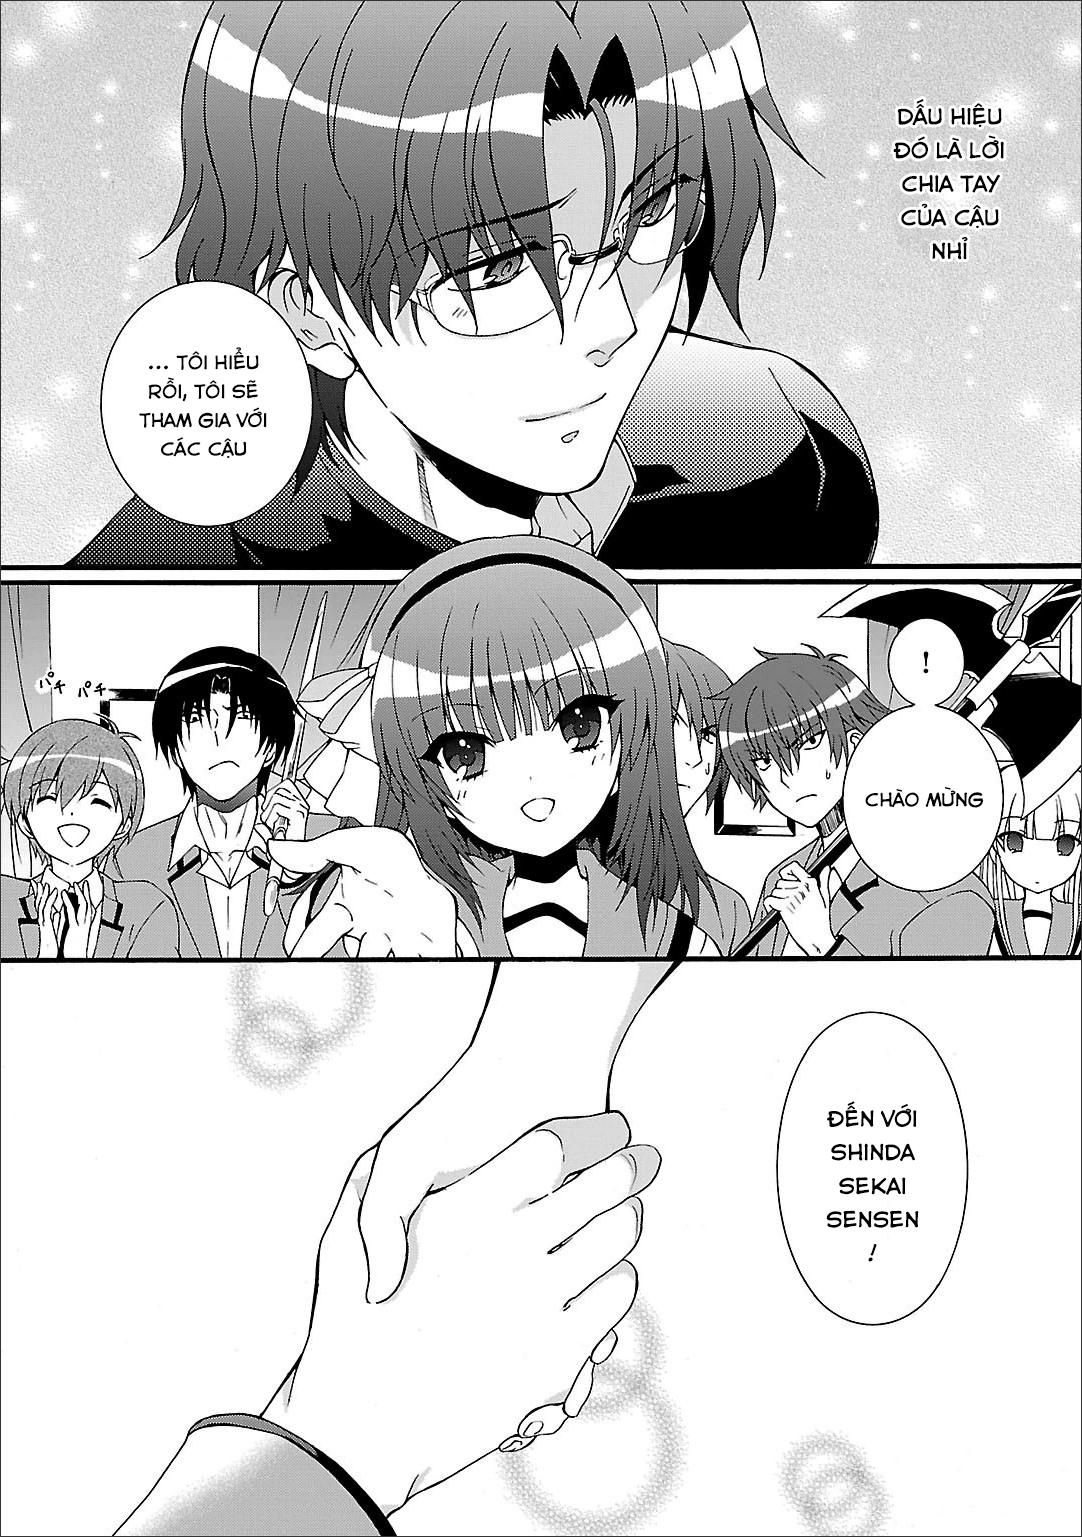 DẤU HIỆU
ĐÓ LÀ LỜI
CHIA TAY
CỦA CẬU
NHỈ
... TÔI HIỂU
RỒI, TÔI SẼ
THAM GIA VỚI
CÁC CẬU
!
CHÀO MỪNG
パチ パチ
ĐẾN VỚI
SHINDA
SEKAI
SENSEN
!